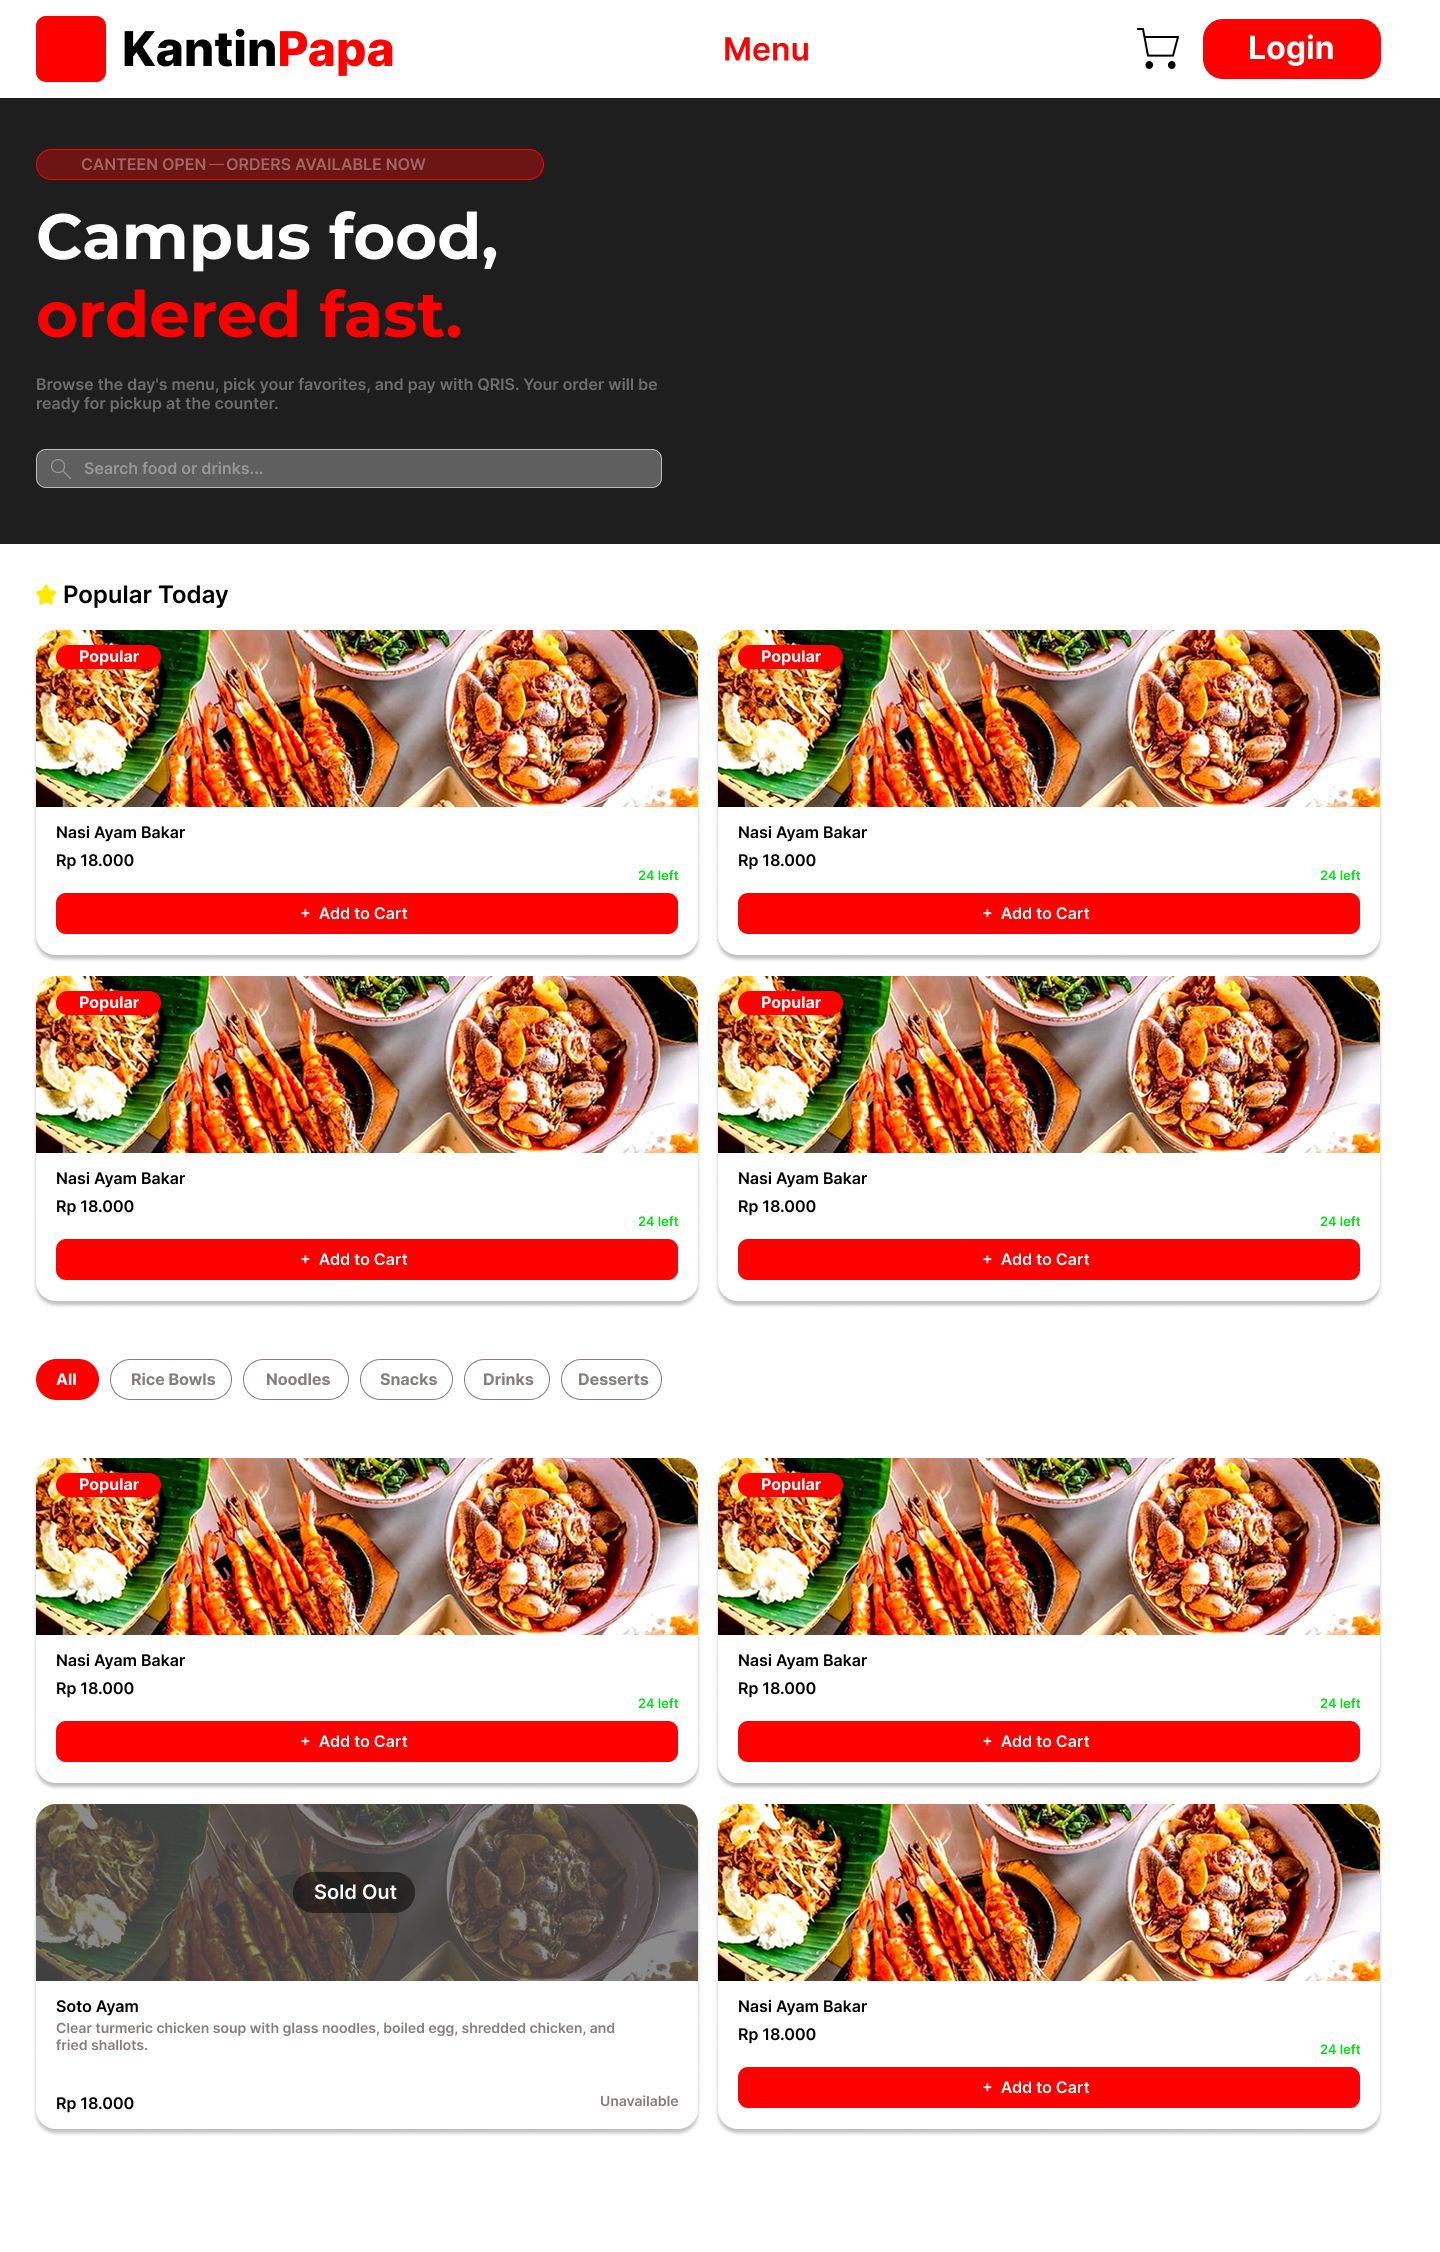 KantinPapa
Menu
Login
CANTEEN OPEN — ORDERS AVAILABLE NOW
Campus food,
ordered fast.
Browse the day's menu, pick your favorites, and pay with QRIS. Your order will be
ready for pickup at the counter.
Search food or drinks...
Popular Today
Popular
Nasi Ayam Bakar
Rp 18.000
24 left
+ Add to Cart
Popular
Nasi Ayam Bakar
Rp 18.000
24 left
+ Add to Cart
Popular
Nasi Ayam Bakar
Rp 18.000
24 left
+ Add to Cart
Popular
Nasi Ayam Bakar
Rp 18.000
24 left
+ Add to Cart
All
Rice Bowls
Noodles
Snacks
Drinks
Desserts
Popular
Nasi Ayam Bakar
Rp 18.000
24 left
+ Add to Cart
Popular
Nasi Ayam Bakar
Rp 18.000
24 left
+ Add to Cart
Sold Out
Soto Ayam
Clear turmeric chicken soup with glass noodles, boiled egg, shredded chicken, and
fried shallots.
Rp 18.000
Unavailable
Nasi Ayam Bakar
Rp 18.000
24 left
+ Add to Cart